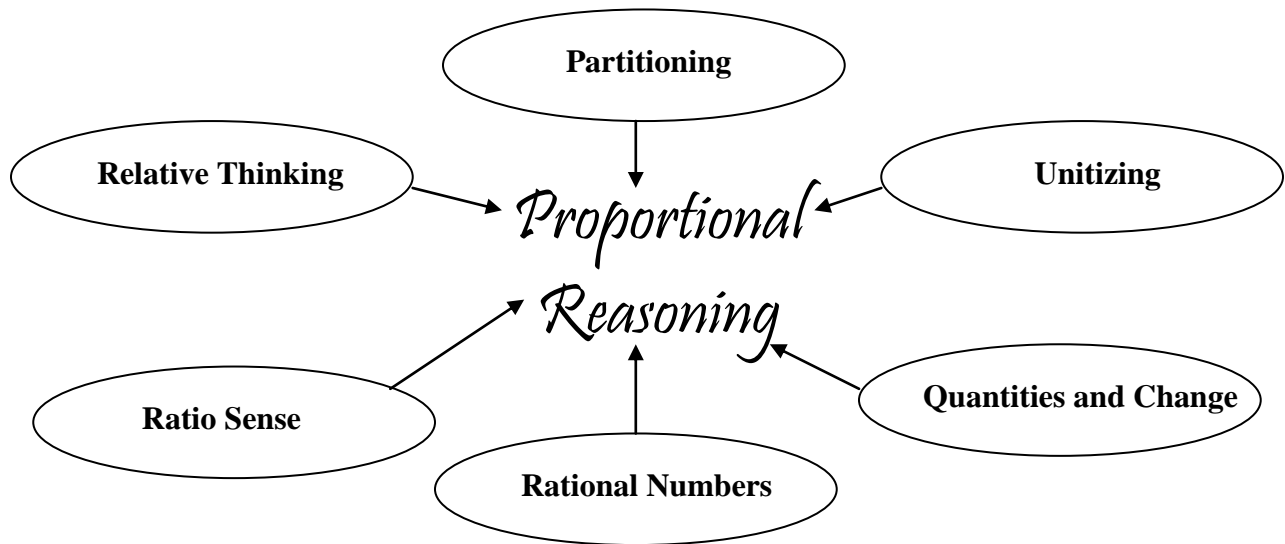 Partitioning
Relative Thinking
Unitizing
Proportional
Reasoning
Quantities and Change
Ratio Sense
Rational Numbers